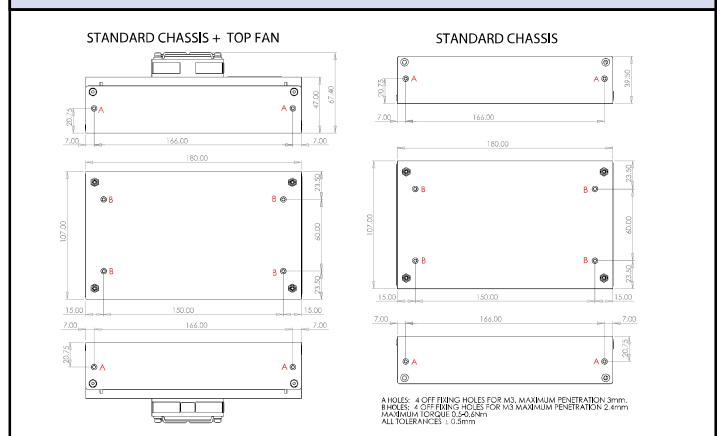 STANDARD CHASSIS + TOP FAN
STANDARD CHASSIS
A
A
20.75
47.00
67.40
7.00
166.00
7.00
180.00
B
B
B
B
107.00
23.50
60.00
23.50
15.00
150.00
15.00
7.00
166.00
7.00
20.75
A
A
A
A
20.75
39.50
7.00
166.00
180.00
B
B
B
B
107.00
23.50
60.00
23.50
15.00
150.00
15.00
7.00
166.00
7.00
20.75
A
A
A HOLES: 4 OFF FIXING HOLES FOR M3, MAXIMUM PENETRATION 3mm.
B HOLES: 4 OFF FIXING HOLES FOR M3 MAXIMUM PENETRATION 2.4mm
MAXIMUM TORQUE 0.5-0.6Nm
ALL TOLERANCES ± 0.5mm